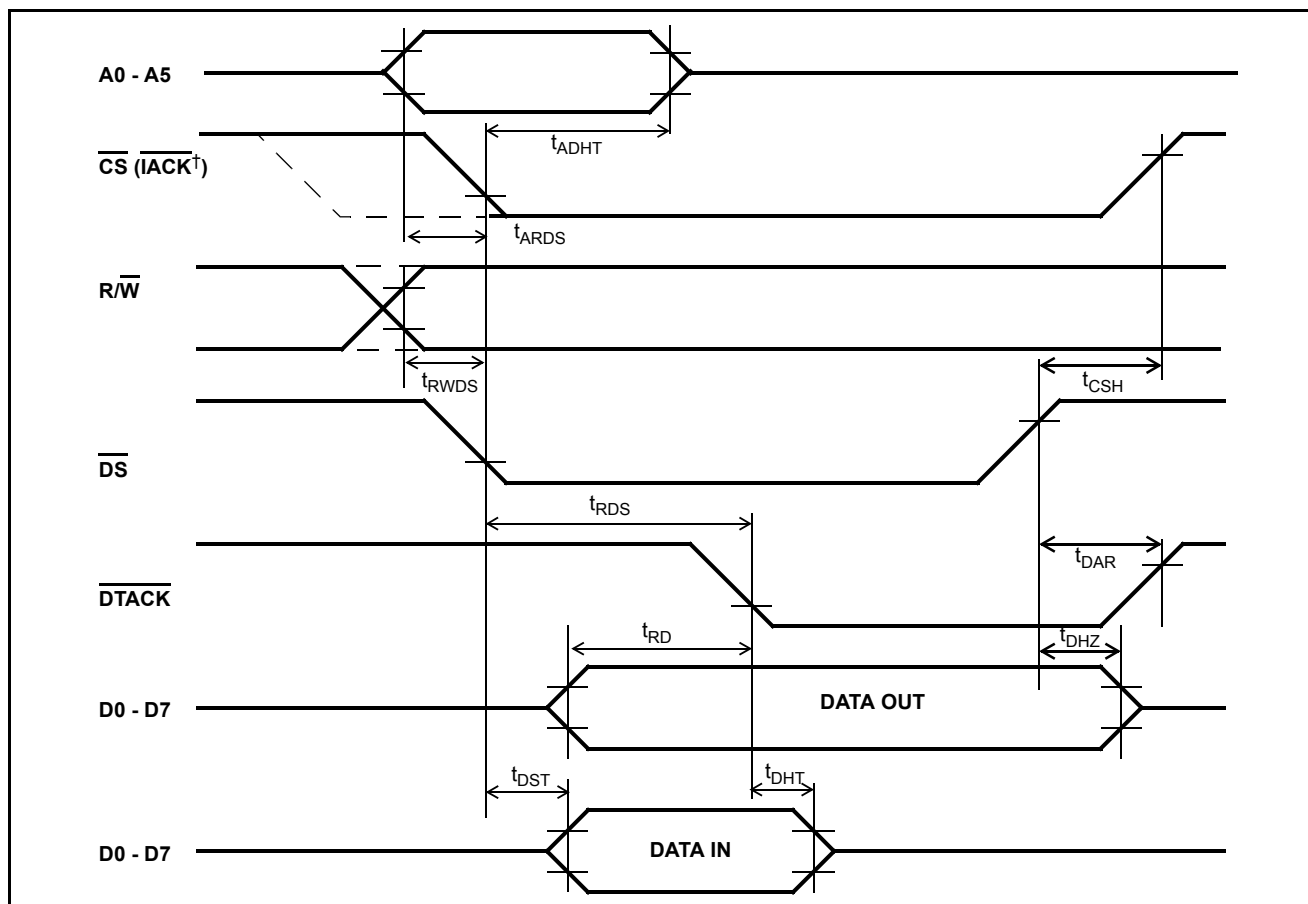 A0 - A5
tADHT
CS (IACK†)
tARDS
R/W
tRWDS
tCSH
DS
tRDS
tDAR
DTACK
tRD
tDHZ
D0 - D7
DATA OUT
tDST
tDHT
D0 - D7
DATA IN